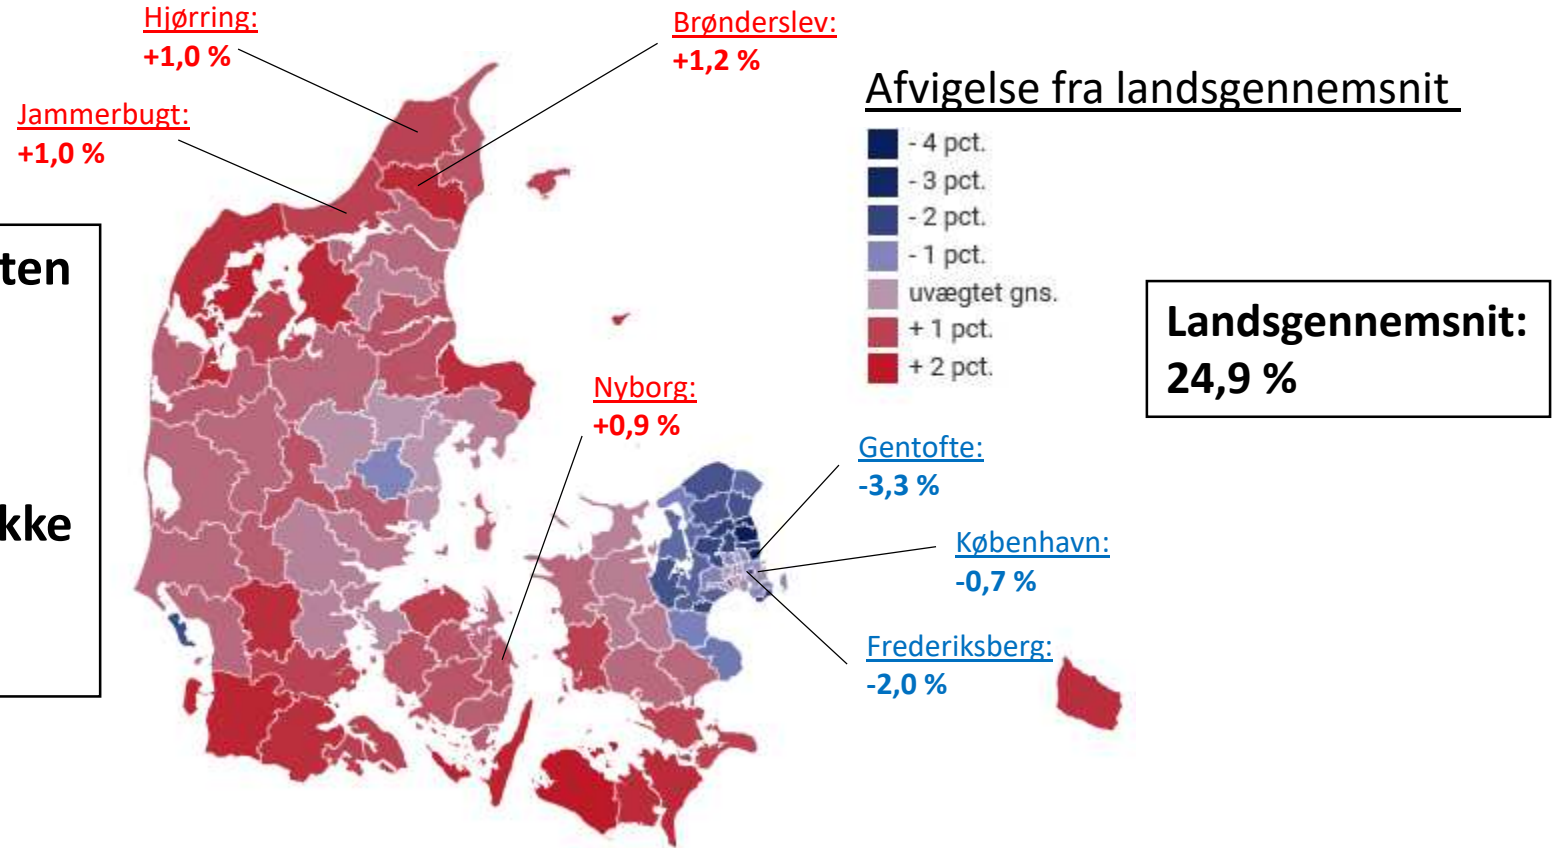 Hjørring:
+1,0 %
Brønderslev:
+1,2 %
Jammerbugt:
+1,0 %
Afvigelse fra landsgennemsnit
- 4 pct.
- 3 pct.
- 2 pct.
- 1 pct.
uvægtet gns.
+ 1 pct.
+ 2 pct.
ten
kke
Landsgennemsnit:
24,9 %
Nyborg:
+0,9 %
Gentofte:
-3,3 %
København:
-0,7 %
Frederiksberg:
-2,0 %